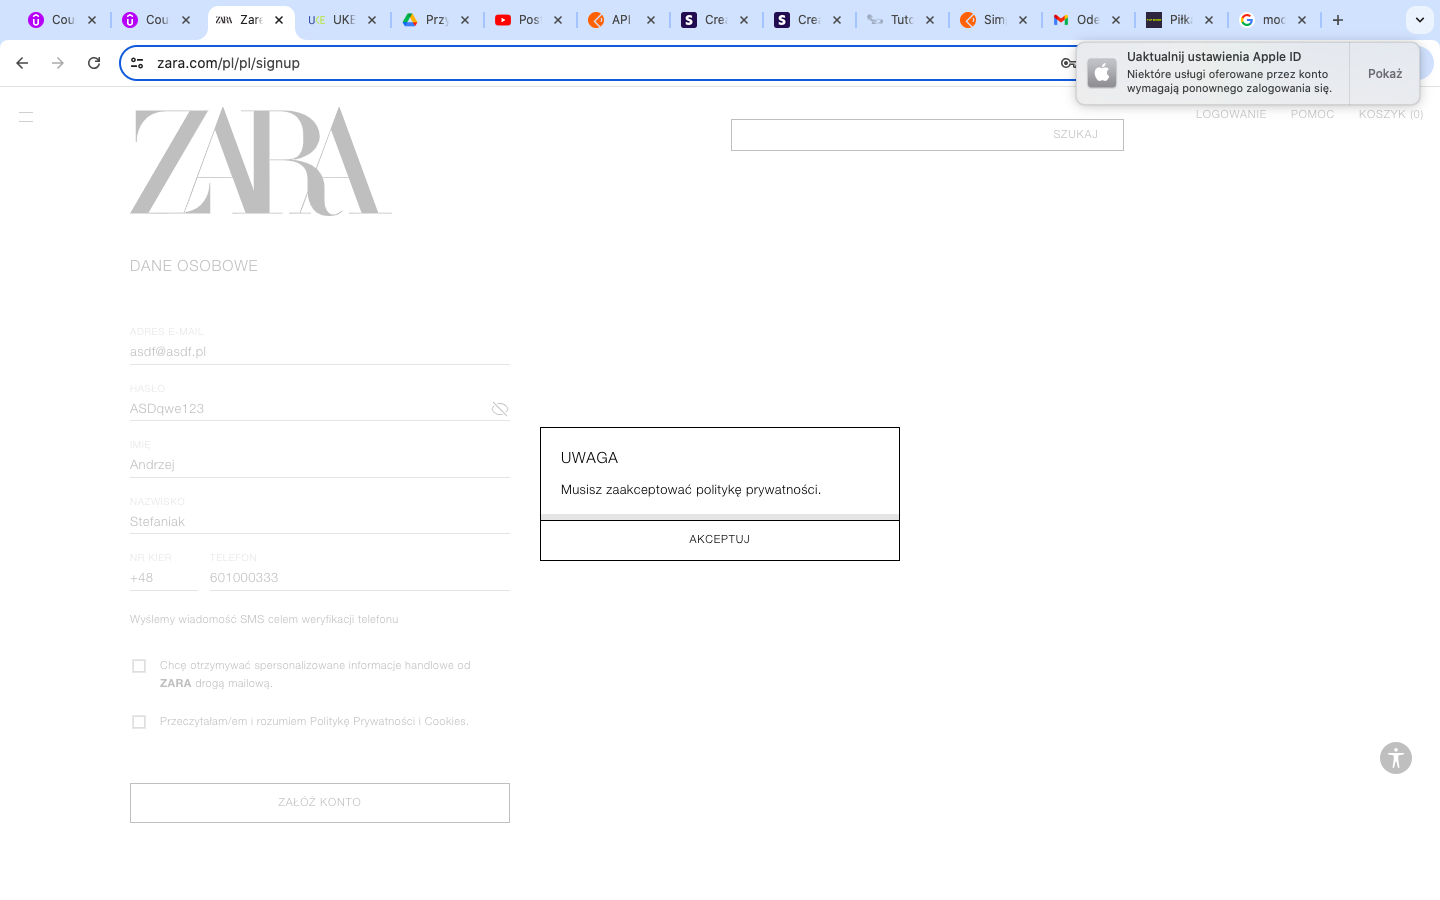 Cou
Cou
ZARA Zara
UKE
Przy
Pos
API
Crea
Crea
Tuto
Sim
Ode
Piłka
moc
zara.com/pl/pl/signup
Uaktualnij ustawienia Apple ID
Niektóre usługi oferowane przez konto
wymagają ponownego zalogowania się.
Pokaż
ZARA
SZUKAJ
LOGOWANIE
POMOC
KOSZYK (0)
DANE OSOBOWE
ADRES E-MAIL
asdf@asdf.pl
HASŁO
ASDqwe123
IMIĘ
Andrzej
NAZWISKO
Stefaniak
NR KIER TELEFON
+48 601000333
Wyślemy wiadomość SMS celem weryfikacji telefonu
Chcę otrzymywać spersonalizowane informacje handlowe od
ZARA drogą mailową.
Przeczytałam/em i rozumiem Politykę Prywatności i Cookies.
ZAŁÓŻ KONTO
UWAGA
Musisz zaakceptować politykę prywatności.
AKCEPTUJ